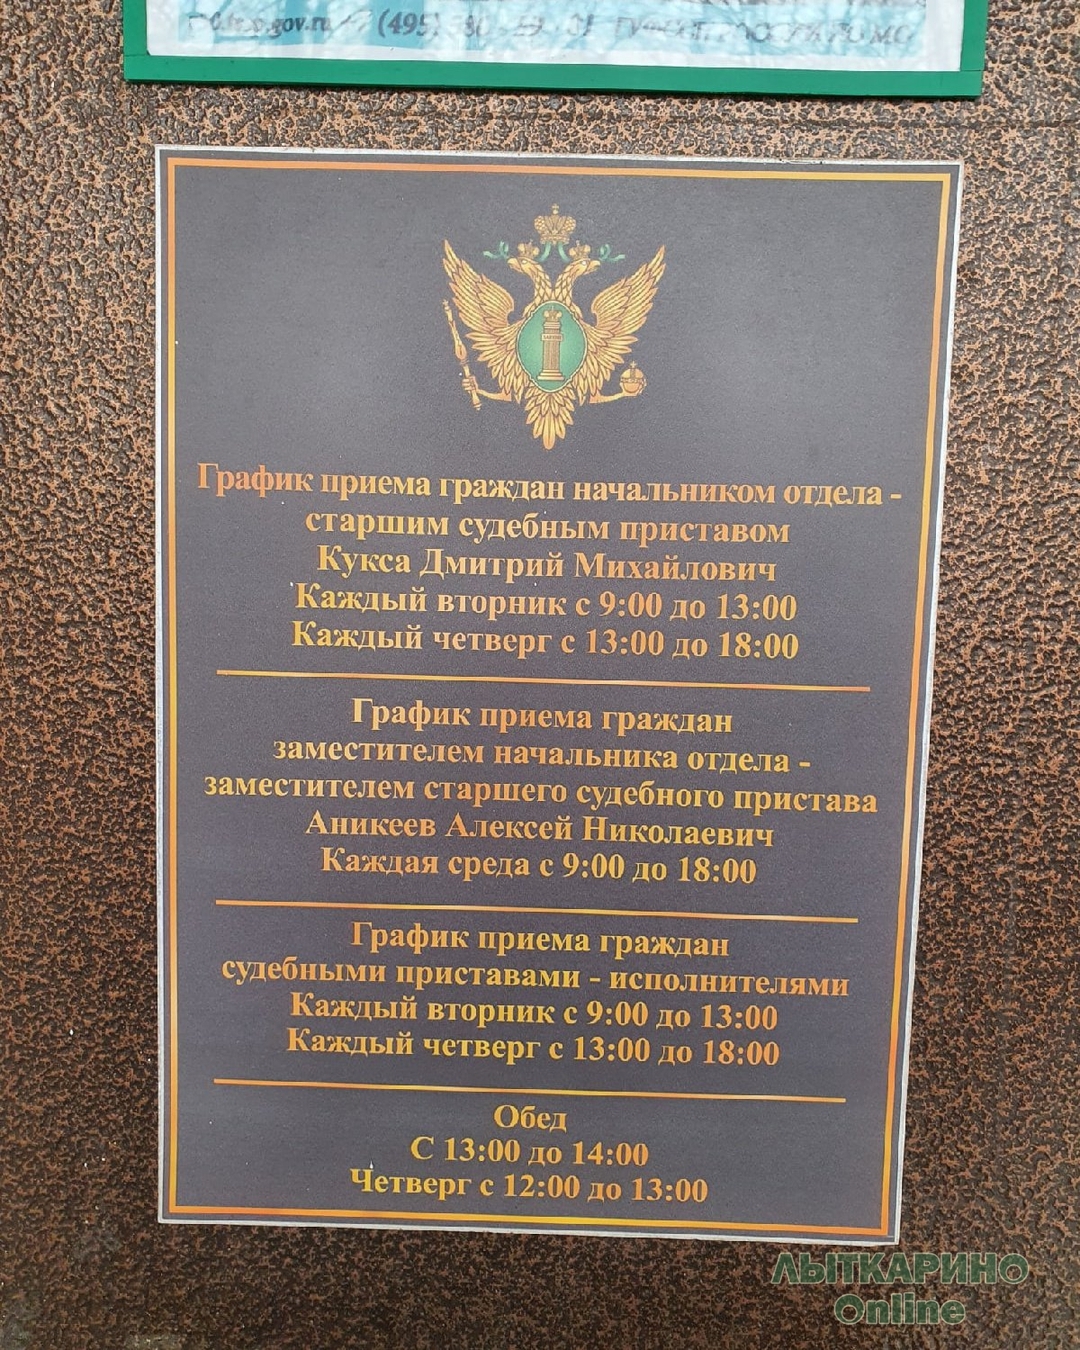 (495)
График приема граждан начальником отдела -
старшим судебным приставом
Кукса Дмитрий Михайлович
Каждый вторник с 9:00 до 13:00
Каждый четверг с 13:00 до 18:00
График приема граждан
заместителем начальника отдела -
заместителем старшего судебного пристава
Аникеев Алексей Николаевич
Каждая среда с 9:00 до 18:00
График приема граждан
судебными приставами - исполнителями
Каждый вторник с 9:00 до 13:00
Каждый четверг с 13:00 до 18:00
Обед
С 13:00 до 14:00
Четверг с 12:00 до 13:00
ЛЫТКАРИНО
Online